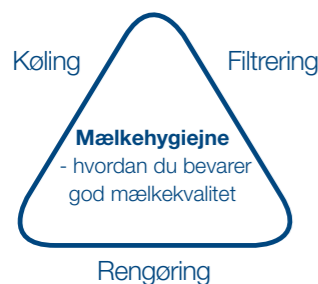 Køling
Filtrering
Mælkehygiejne
- hvordan du bevarer
god mælkekvalitet
Rengøring